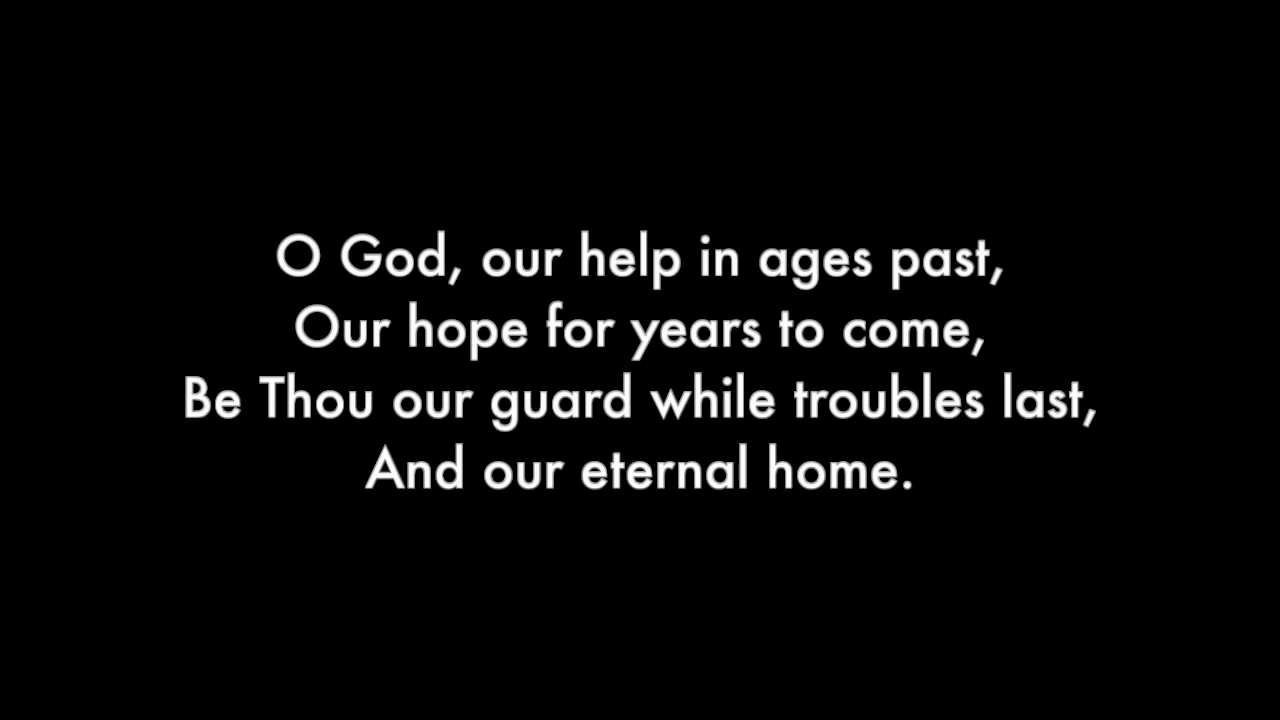 O God, our help in ages past,
Our hope for years to come,
Be Thou our guard while troubles last,
And our eternal home.